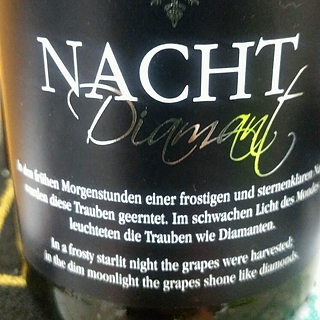 NACHT
Diamant
In den frühen Morgenstunden einer frostigen und sternenklaren
wurden diese Trauben geerntet. Im schwachen Licht des Mondes
leuchteten die Trauben wie Diamanten.
In a frosty starlit night the grapes were harvested;
in the dim moonlight the grapes shone like diamonds.